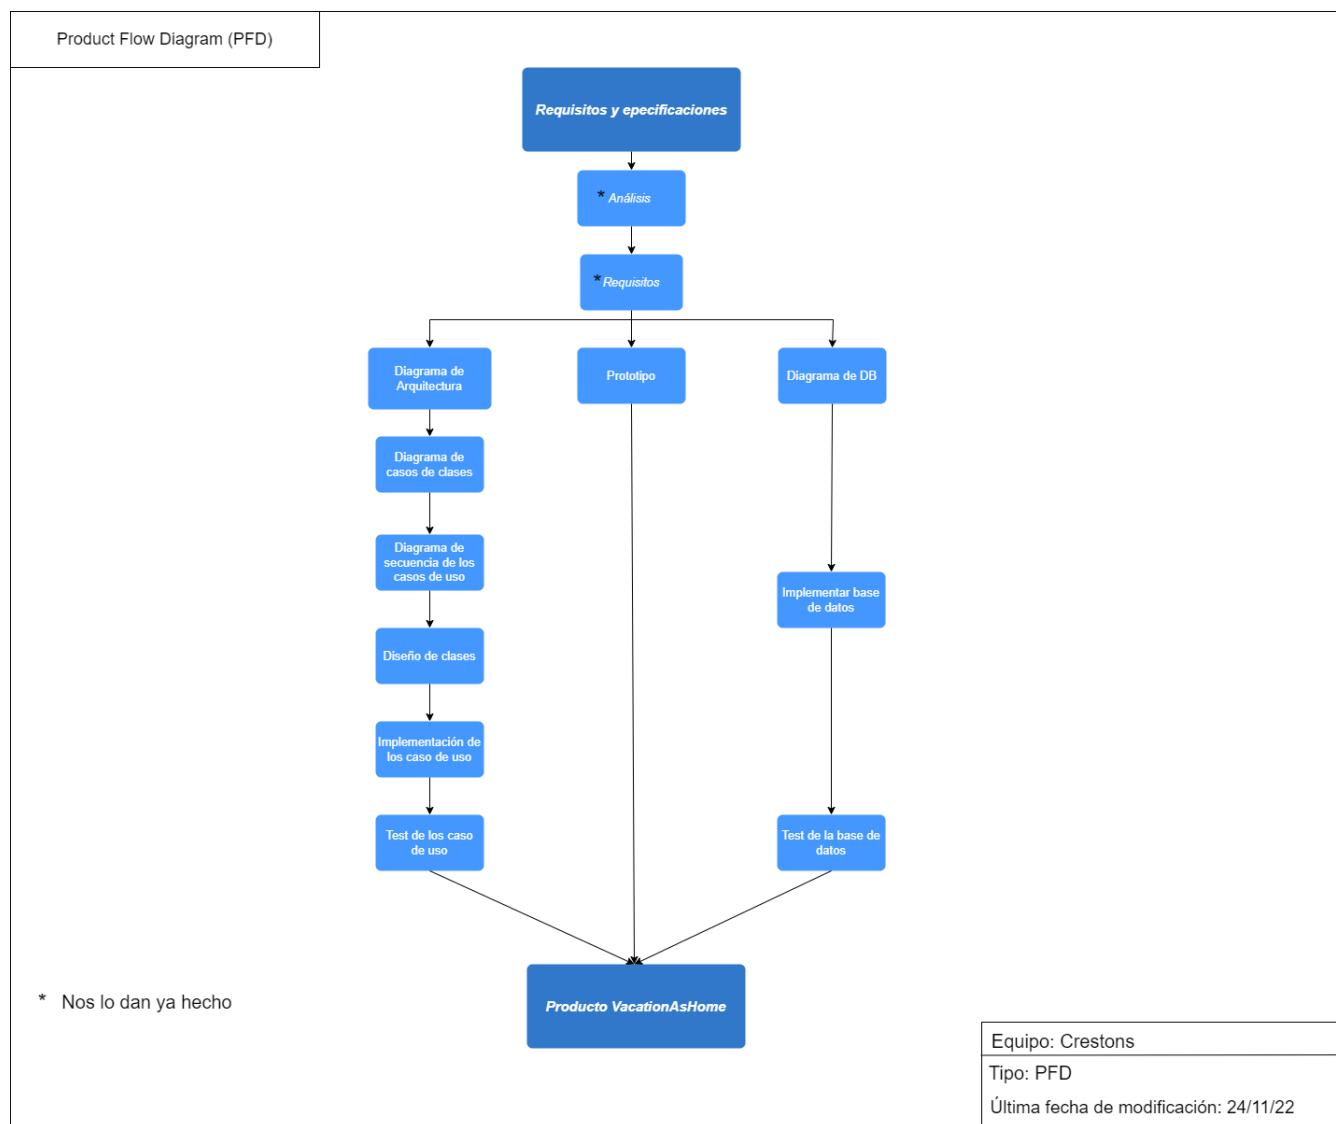 Product Flow Diagram (PFD)
Requisitos y epecificaciones
* Análisis
* Requisitos
Diagrama de
Arquitectura
Prototipo
Diagrama de DB
Diagrama de
casos de clases
Diagrama de
secuencia de los
casos de uso
Implementar base
de datos
Diseño de clases
Implementación de
los caso de uso
Test de los caso
de uso
Test de la base de
datos
Producto VacationAsHome
* Nos lo dan ya hecho
Equipo: Crestons
Tipo: PFD
Última fecha de modificación: 24/11/22